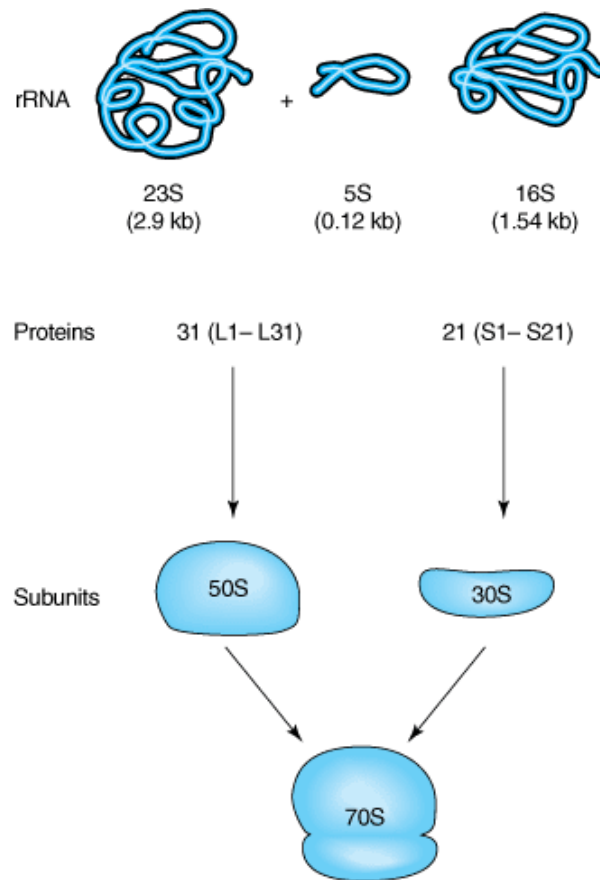 rRNA
+
23S
(2.9 kb)
5S
(0.12 kb)
16S
(1.54 kb)
Proteins
31 (L1– L31)
21 (S1– S21)
Subunits
50S
30S
70S